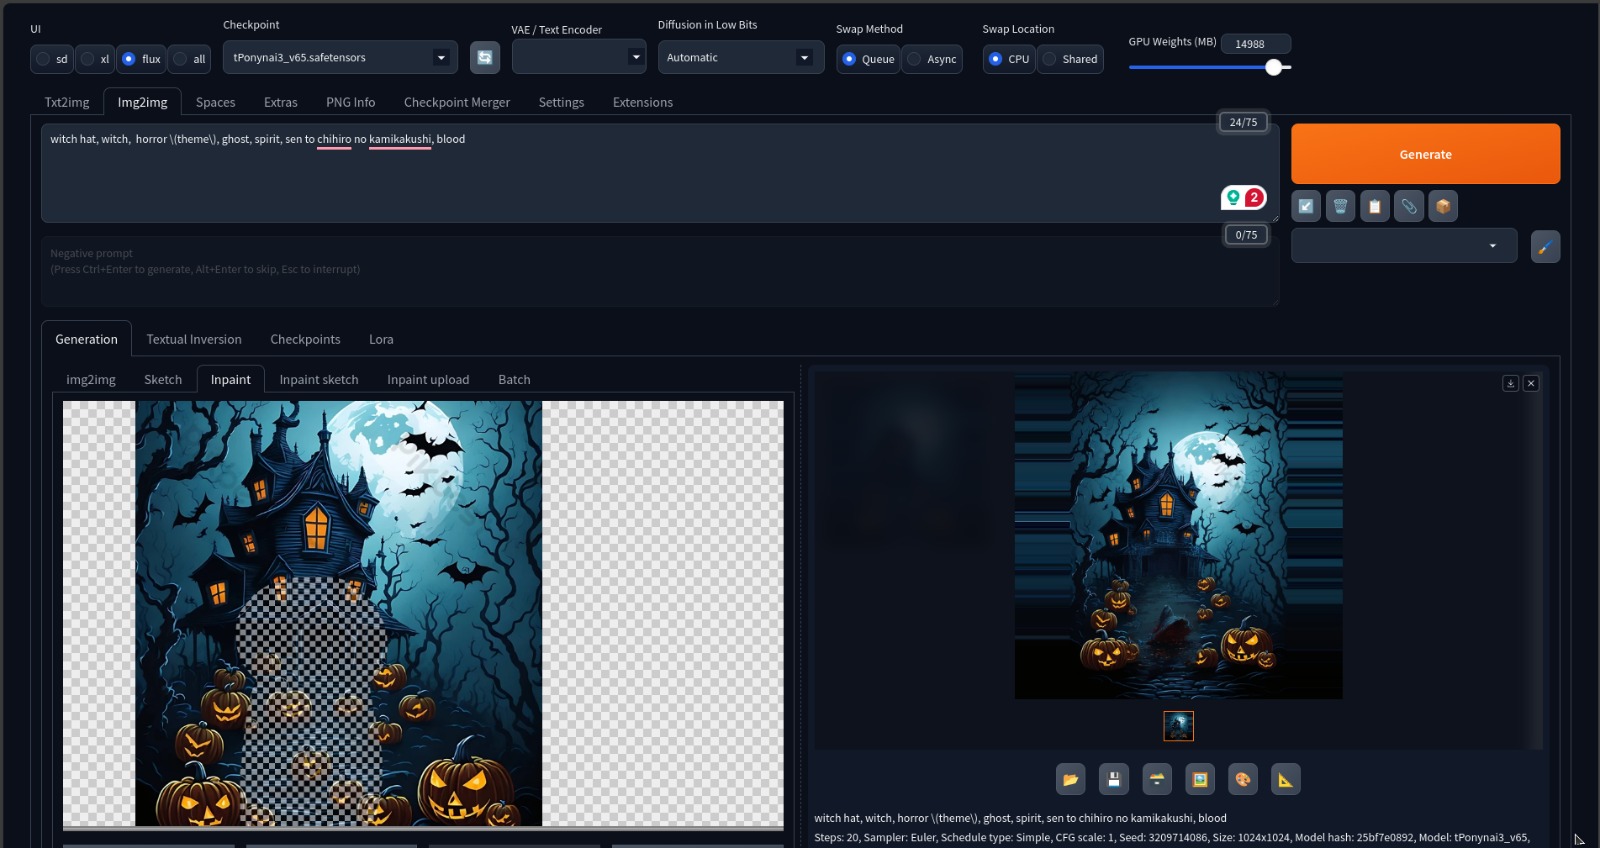 UI
Checkpoint
VAE / Text Encoder
Diffusion in Low Bits
Swap Method
Swap Location
GPU Weights (MB) 14988
sd xl flux all
tPonynai3_v65.safetensors
Automatic
Queue Async
CPU Shared
Txt2img Img2img Spaces Extras PNG Info Checkpoint Merger Settings Extensions
24/75
witch hat, witch,  horror \(theme\), ghost, spirit, sen to chihiro no kamikakushi, blood
2
Generate
0/75
Negative prompt
(Press Ctrl+Enter to generate, Alt+Enter to skip, Esc to interrupt)
Generation Textual Inversion Checkpoints Lora
img2img Sketch Inpaint Inpaint sketch Inpaint upload Batch
witch hat, witch, horror \(theme\), ghost, spirit, sen to chihiro no kamikakushi, blood
Steps: 20, Sampler: Euler, Schedule type: Simple, CFG scale: 1, Seed: 3209714086, Size: 1024x1024, Model hash: 25bf7e0892, Model: tPonynai3_v65,